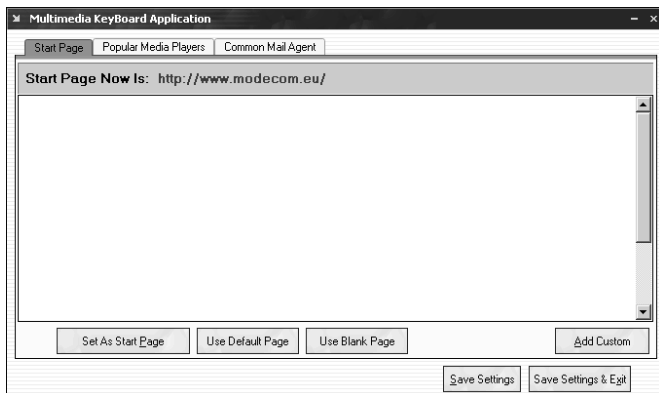 Multimedia KeyBoard Application
Start Page Popular Media Players Common Mail Agent
Start Page Now Is: http://www.modecom.eu/
Set As Start Page Use Default Page Use Blank Page Add Custom
Save Settings Save Settings & Exit